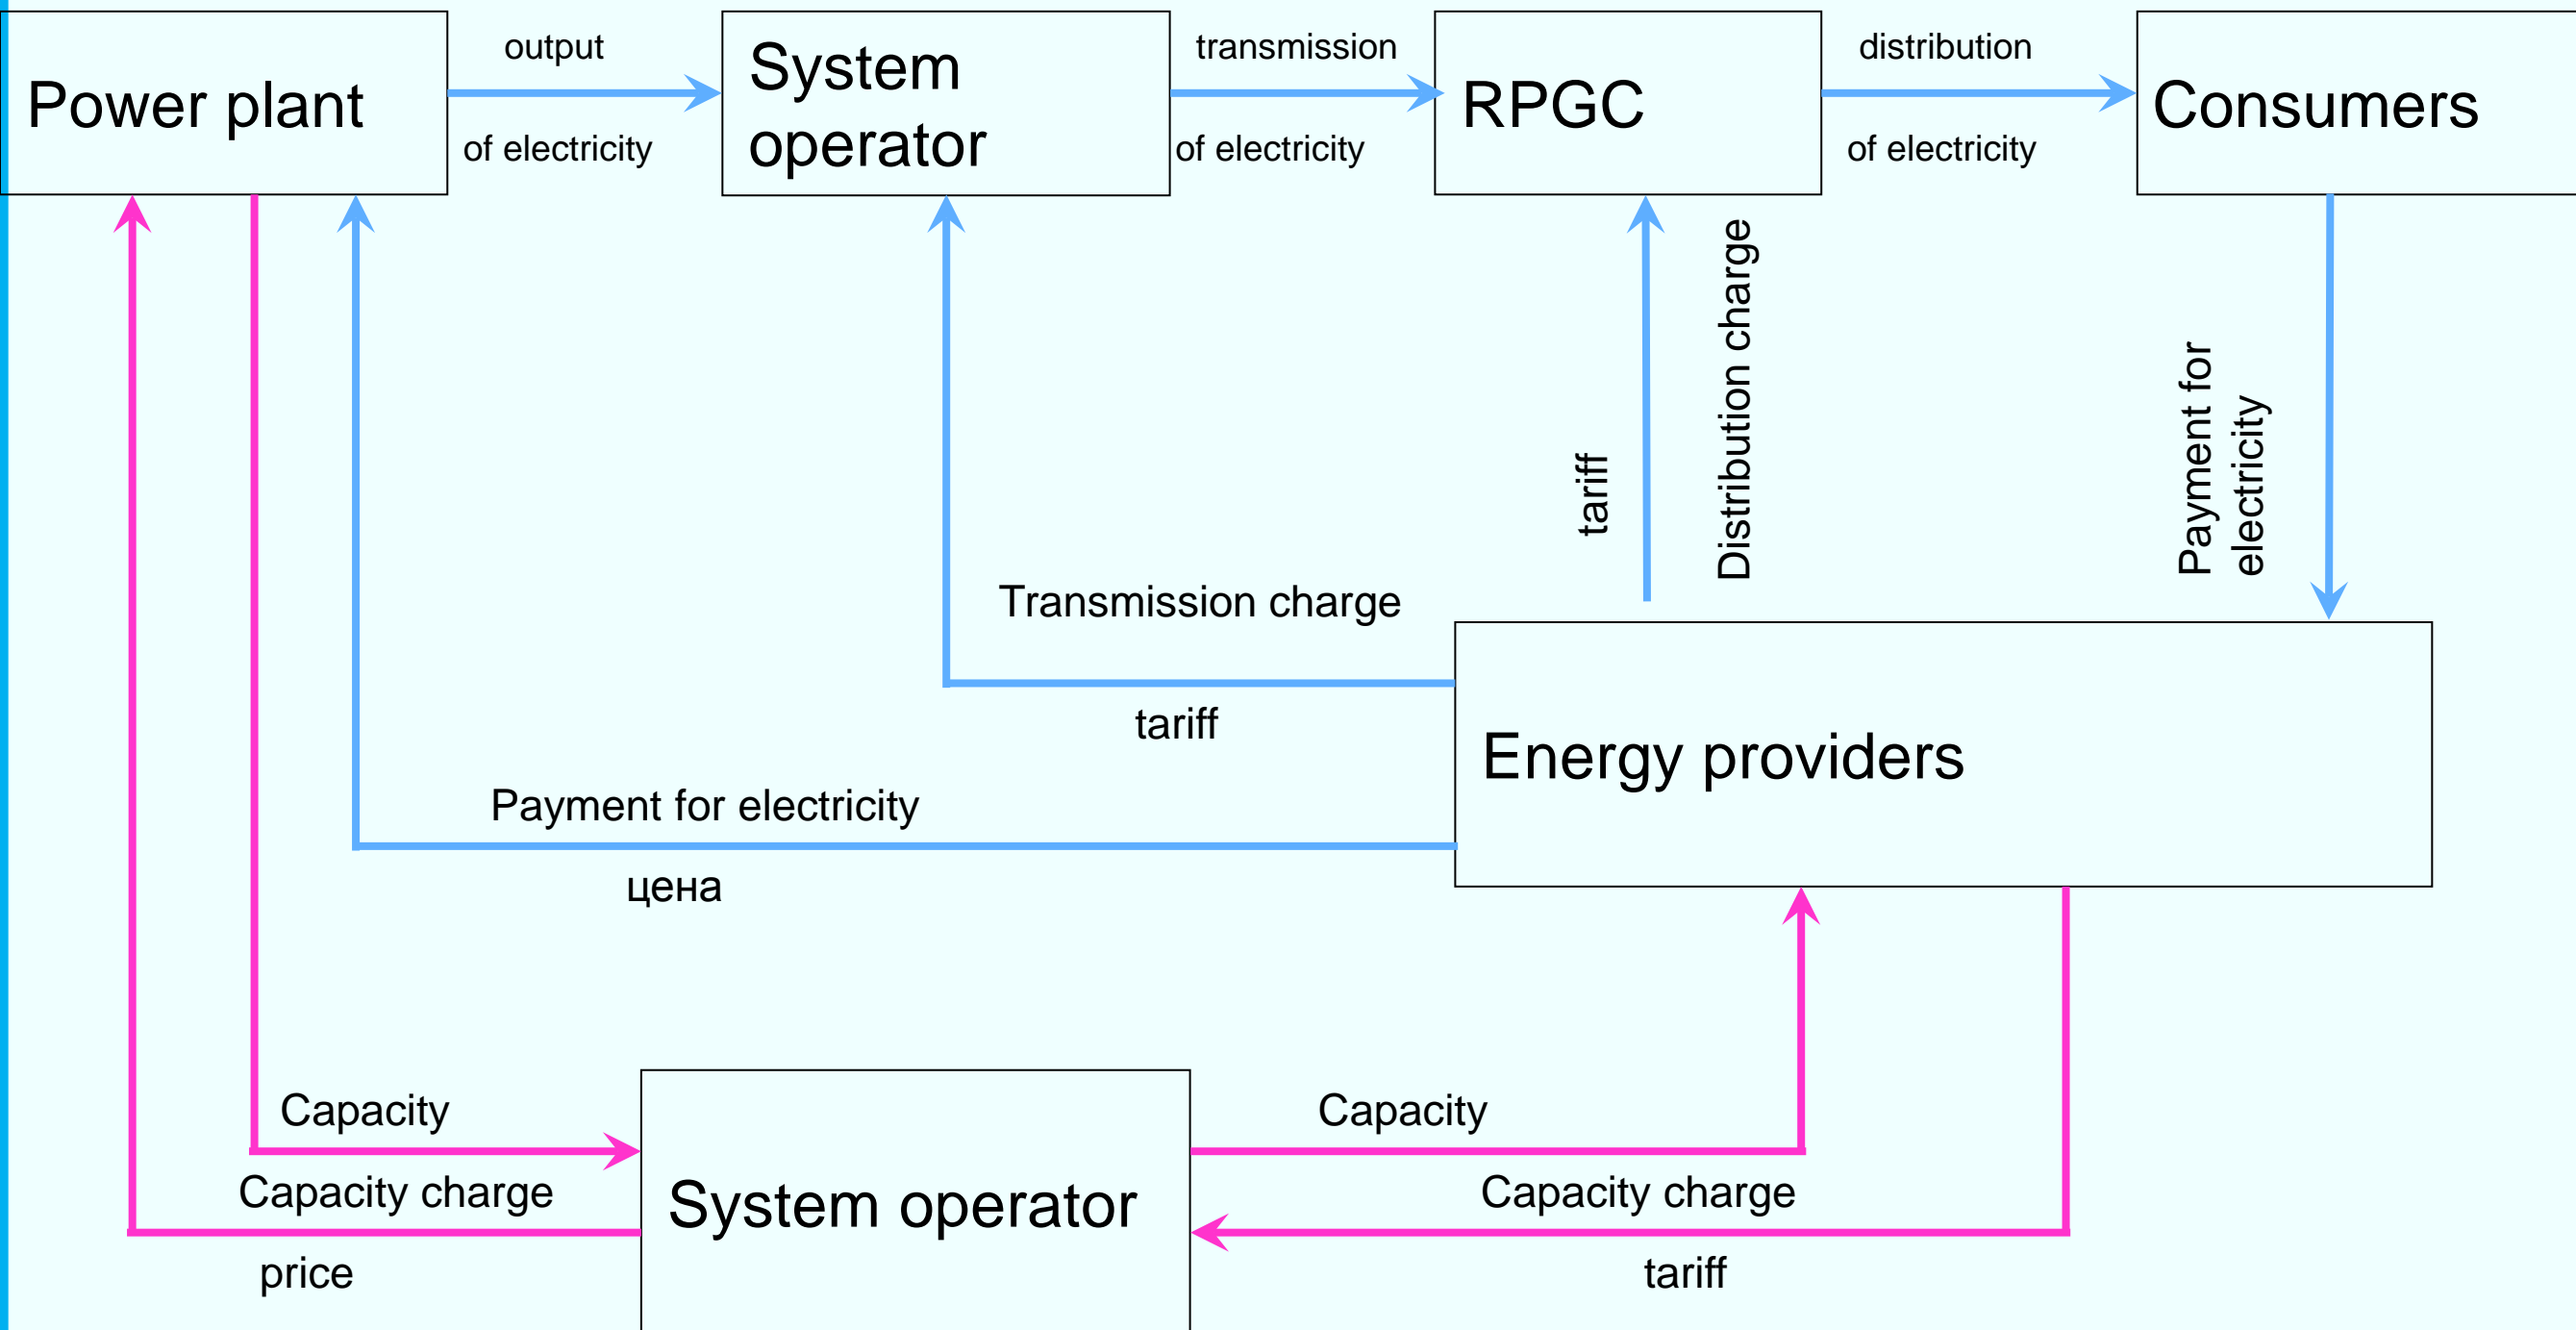 output
transmission
distribution
Power plant
System
operator
RPGC
Consumers
of electricity
of electricity
of electricity
tariff
Distribution charge
Payment for
electricity
Transmission charge
tariff
Energy providers
Payment for electricity
цена
Capacity
Capacity
Capacity charge
System operator
Capacity charge
price
tariff